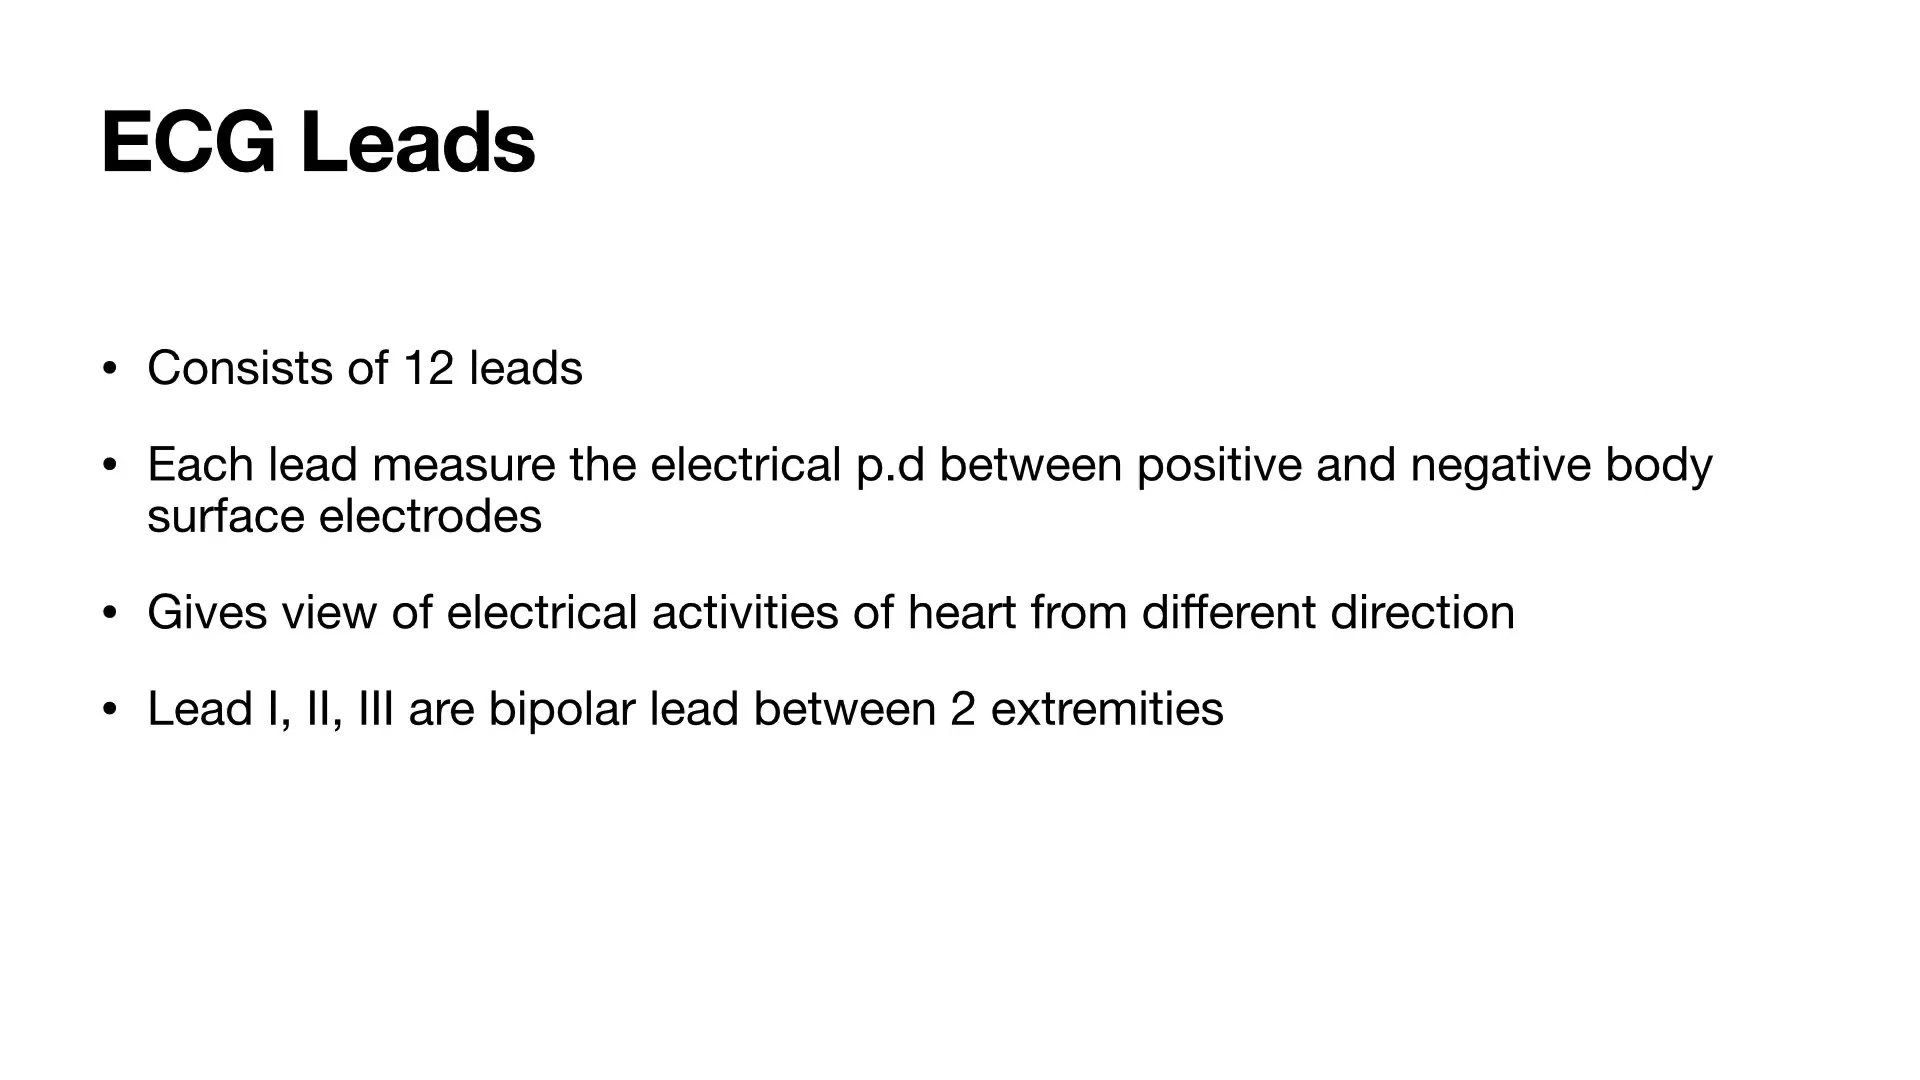 ECG Leads
• Consists of 12 leads
• Each lead measure the electrical p.d between positive and negative body
surface electrodes
• Gives view of electrical activities of heart from different direction
• Lead I, II, III are bipolar lead between 2 extremities